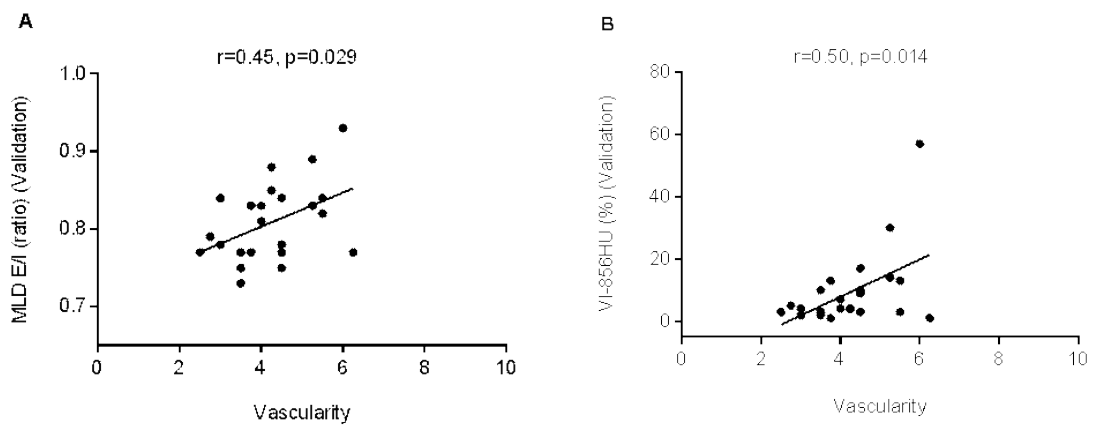 A
r=0.45, p=0.029
MLD E/I (ratio) (Validation)
1.0
0.9
0.8
0.7
0 2 4 6 8 10
Vascularity
B
r=0.50, p=0.014
VI-856HU (%) (Validation)
80
60
40
20
0
0 2 4 6 8 10
Vascularity